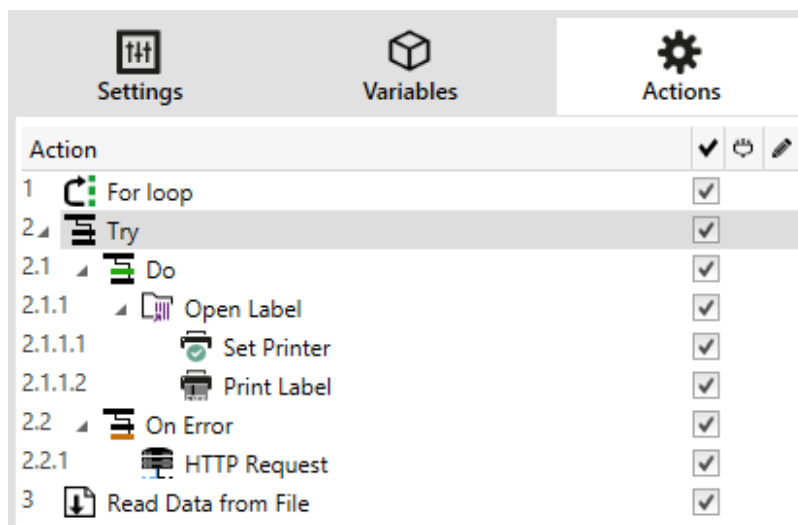 Settings Variables Actions
Action
1 For loop
2 Try
2.1 Do
2.1.1 Open Label
2.1.1.1 Set Printer
2.1.1.2 Print Label
2.2 On Error
2.2.1 HTTP Request
3 Read Data from File